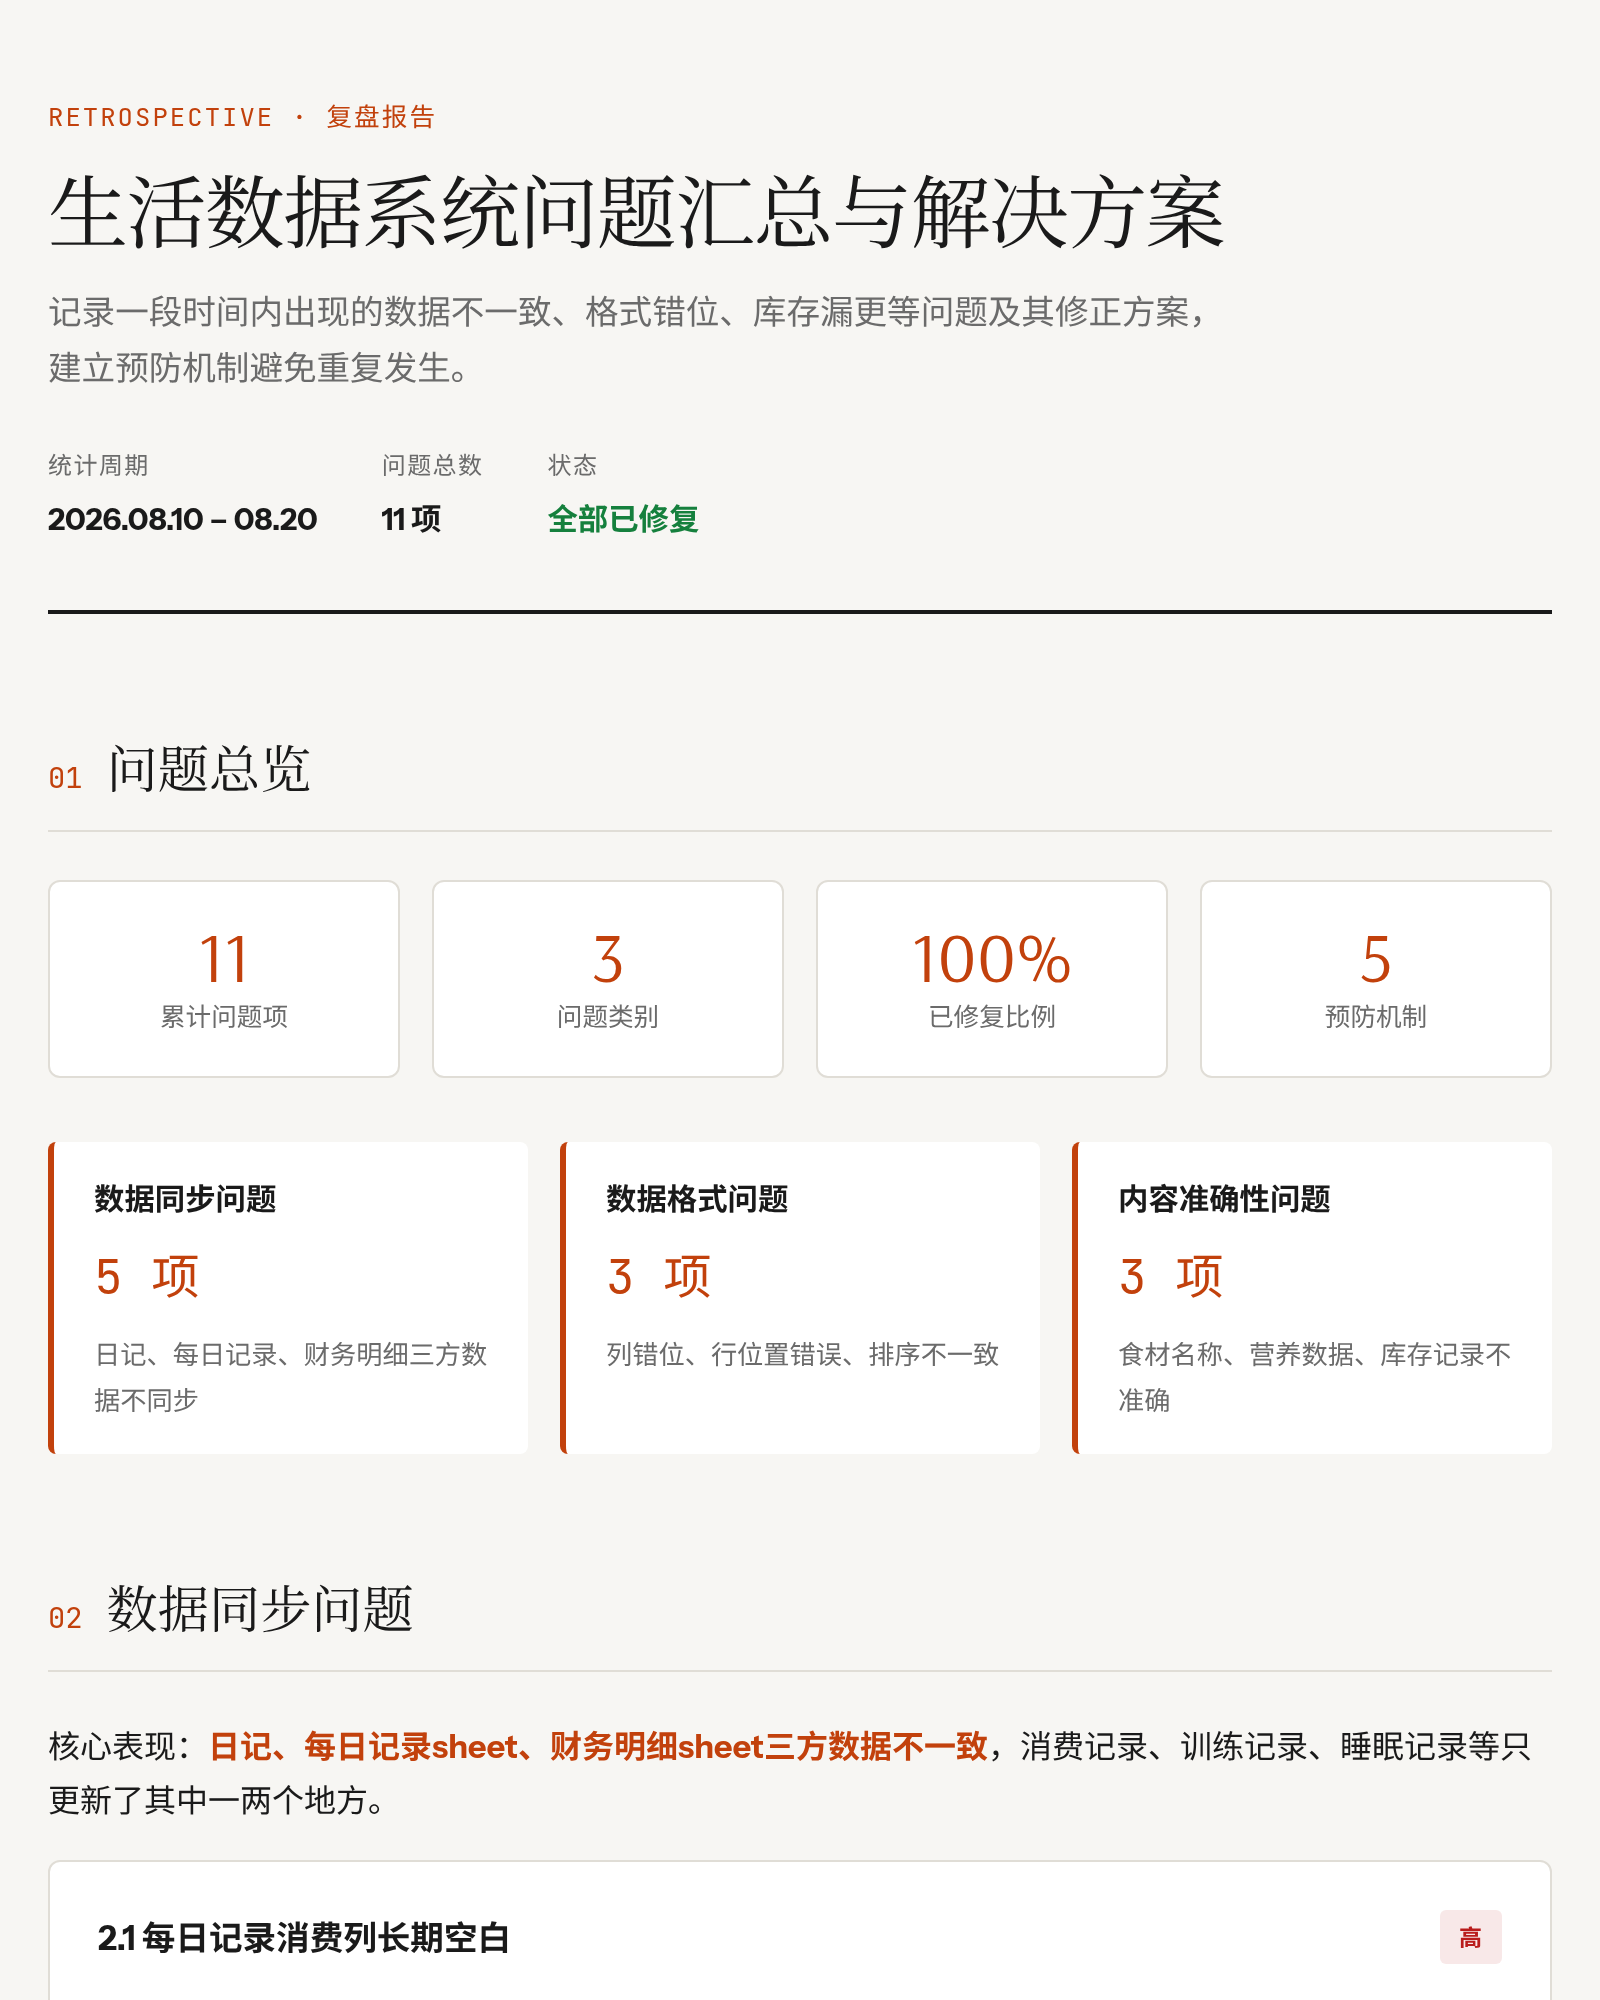 RETROSPECTIVE · 复盘报告
生活数据系统问题汇总与解决方案
记录一段时间内出现的数据不一致、格式错位、库存漏更等问题及其修正方案，
建立预防机制避免重复发生。
统计周期 问题总数 状态
2026.08.10 – 08.20 11 项 全部已修复
01 问题总览
11 3 100% 5
累计问题项 问题类别 已修复比例 预防机制
数据同步问题
5 项
日记、每日记录、财务明细三方数
据不同步
数据格式问题
3 项
列错位、行位置错误、排序不一致
内容准确性问题
3 项
食材名称、营养数据、库存记录不
准确
02 数据同步问题
核心表现：日记、每日记录sheet、财务明细sheet三方数据不一致，消费记录、训练记录、睡眠记录等只
更新了其中一两个地方。
2.1 每日记录消费列长期空白 高